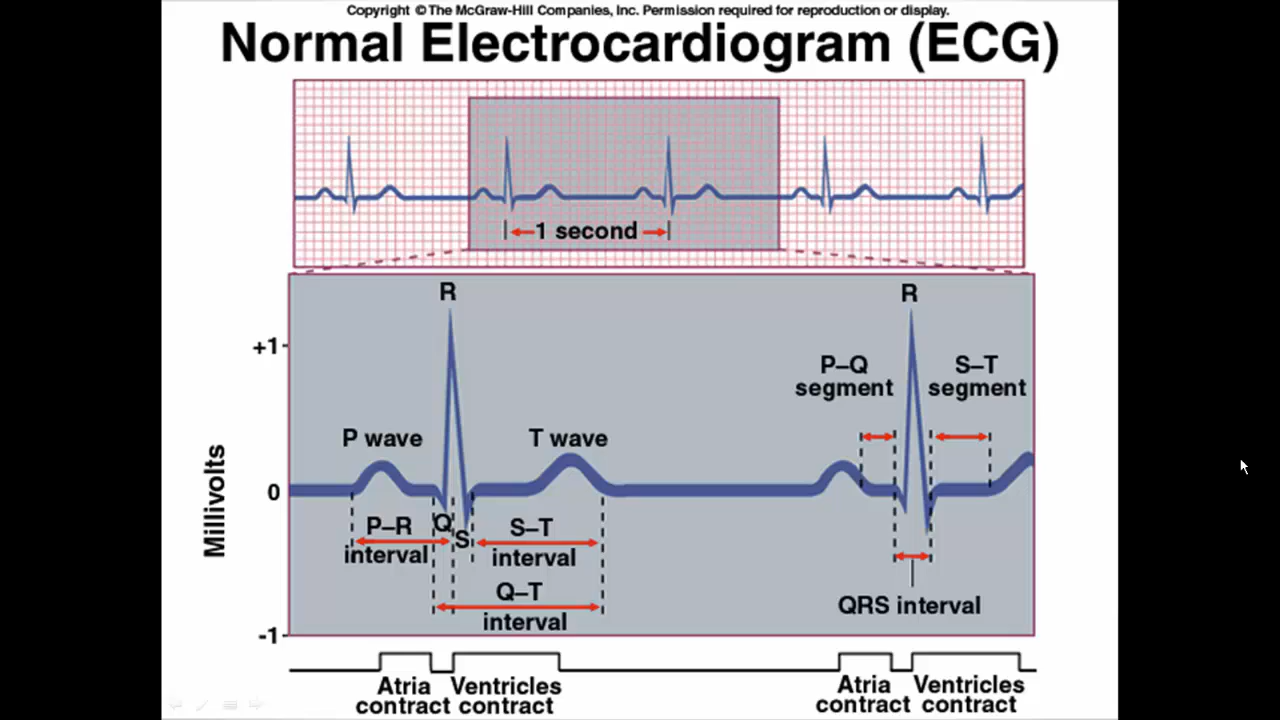 Copyright © The McGraw-Hill Companies, Inc. Permission required for reproduction or display.
Normal Electrocardiogram (ECG)
1 second
R
R
+1
P–Q
segment
S–T
segment
P wave
T wave
Millivolts
0
Q
S
P–R
interval
S–T
interval
Q–T
interval
QRS interval
-1
Atria
contract
Ventricles
contract
Atria
contract
Ventricles
contract